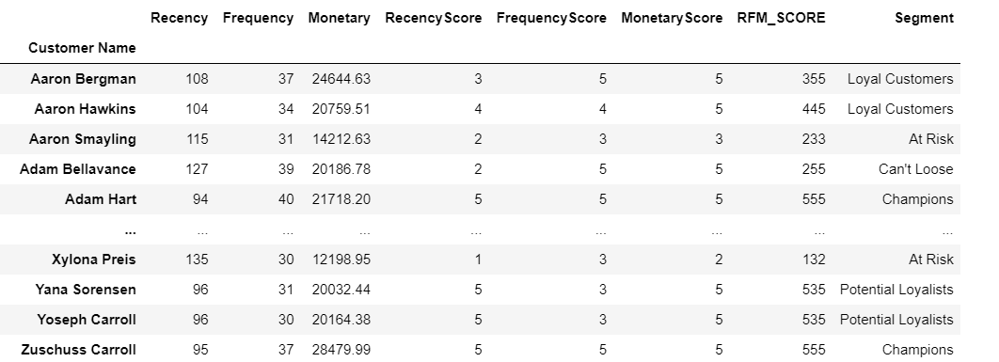 Recency Frequency Monetary RecencyScore FrequencyScore MonetaryScore RFM_SCORE Segment
Customer Name
Aaron Bergman 108 37 24644.63 3 5 5 355 Loyal Customers
Aaron Hawkins 104 34 20759.51 4 4 5 445 Loyal Customers
Aaron Smayling 115 31 14212.63 2 3 3 233 At Risk
Adam Bellavance 127 39 20186.78 2 5 5 255 Can't Loose
Adam Hart 94 40 21718.20 5 5 5 555 Champions
... ... ... ... ... ... ... ... ...
Xylona Preis 135 30 12198.95 1 3 2 132 At Risk
Yana Sorensen 96 31 20032.44 5 3 5 535 Potential Loyalists
Yoseph Carroll 96 30 20164.38 5 3 5 535 Potential Loyalists
Zuschuss Carroll 95 37 28479.99 5 5 5 555 Champions